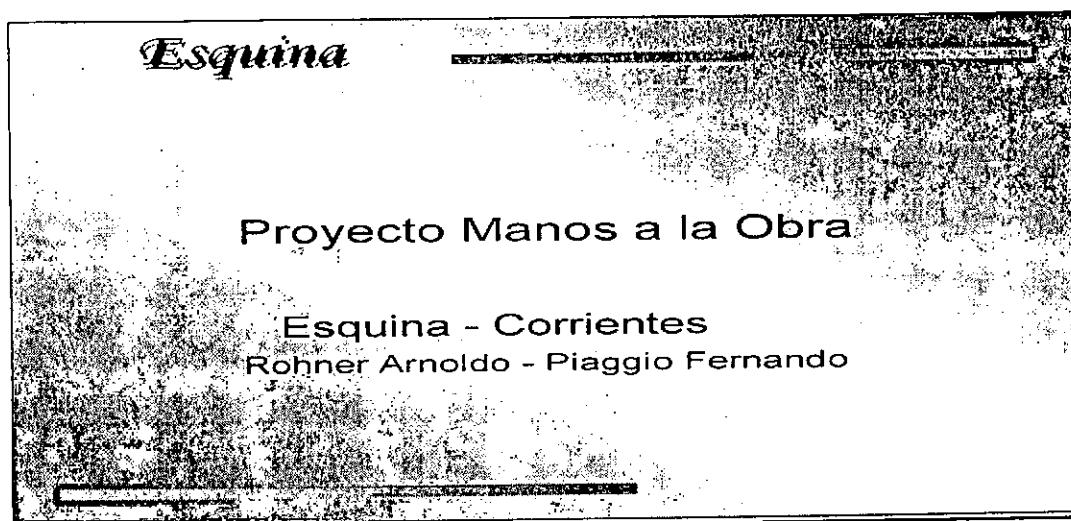 Esquina
Proyecto Manos a la Obra
Esquina - Corrientes
Rohner Arnoldo - Piaggio Fernando